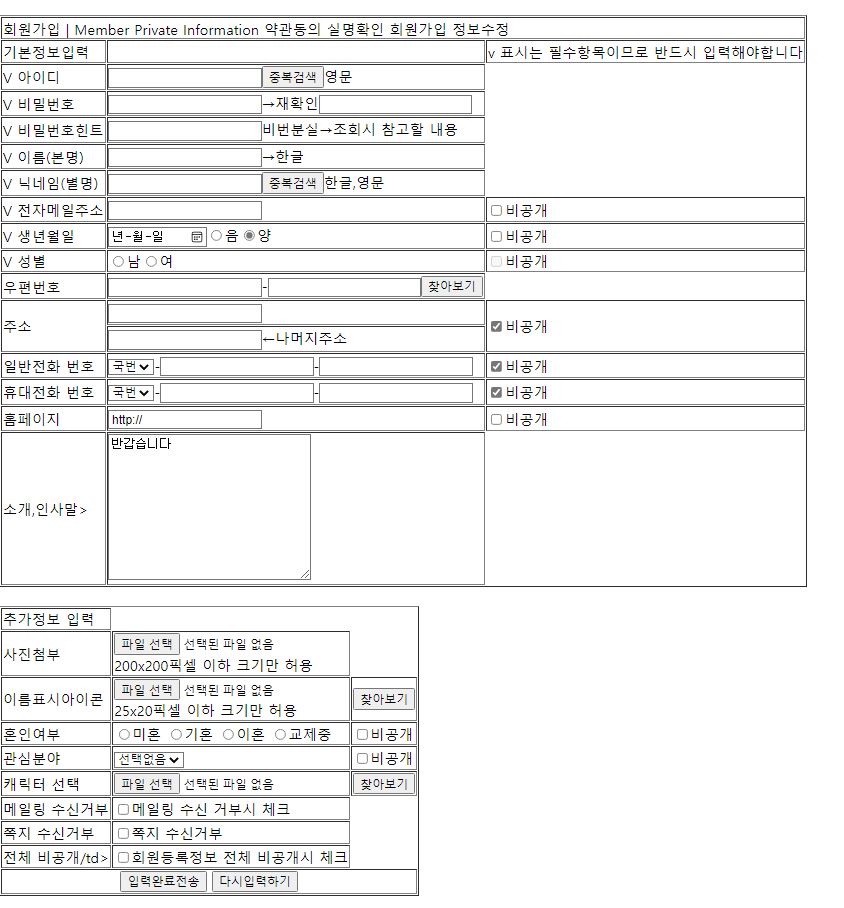 회원가입 | Member Private Information 약관동의 실명확인 회원가입 정보수정
기본정보입력 v 표시는 필수항목이므로 반드시 입력해야합니다
V 아이디 중복검색 영문
V 비밀번호 →재확인
V 비밀번호힌트 비번분실→조회시 참고할 내용
V 이름(본명) →한글
V 닉네임(별명) 중복검색 한글,영문
V 전자메일주소 비공개
V 생년월일 년-월-일 음 양 비공개
V 성별 남 여 비공개
우편번호 - 찾아보기
주소 ←나머지주소 비공개
일반전화 번호 국번 - - 비공개
휴대전화 번호 국번 - - 비공개
홈페이지 http:// 비공개
소개,인사말> 반갑습니다
추가정보 입력
사진첨부 파일 선택 선택된 파일 없음
200x200픽셀 이하 크기만 허용
이름표시아이콘 파일 선택 선택된 파일 없음 찾아보기
25x20픽셀 이하 크기만 허용
혼인여부 미혼 기혼 이혼 교제중 비공개
관심분야 선택없음 비공개
캐릭터 선택 파일 선택 선택된 파일 없음 찾아보기
메일링 수신거부 메일링 수신 거부시 체크
쪽지 수신거부 쪽지 수신거부
전체 비공개/td> 회원등록정보 전체 비공개시 체크
입력완료전송 다시입력하기